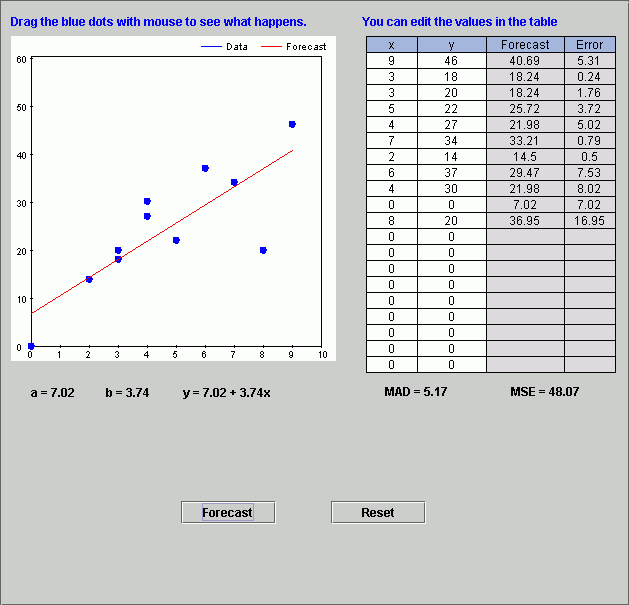 Drag the blue dots with mouse to see what happens.
You can edit the values in the table
Data Forecast
60
50
40
30
20
10
0
0 1 2 3 4 5 6 7 8 9 10
x y Forecast Error
9 46 40.69 5.31
3 18 18.24 0.24
3 20 18.24 1.76
5 22 25.72 3.72
4 27 21.98 5.02
7 34 33.21 0.79
2 14 14.5 0.5
6 37 29.47 7.53
4 30 21.98 8.02
0 0 7.02 7.02
8 20 36.95 16.95
0 0
0 0
0 0
0 0
0 0
0 0
0 0
0 0
0 0
a = 7.02 b = 3.74 y = 7.02 + 3.74x
MAD = 5.17 MSE = 48.07
Forecast Reset